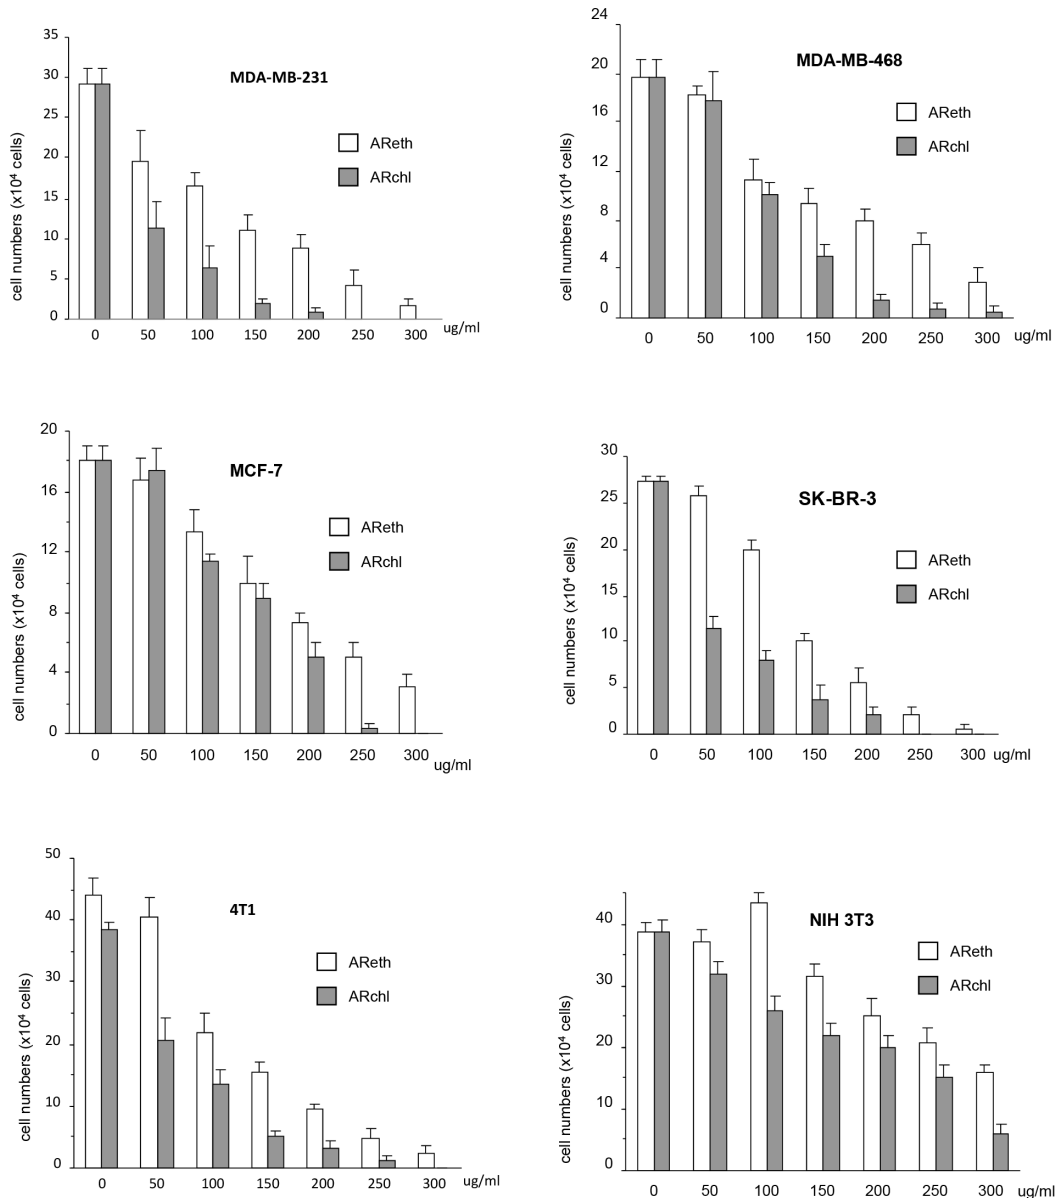 MDA-MB-231
cell numbers (x10⁴ cells)
35
30
25
20
15
10
5
0
AReth
ARchl
0 50 100 150 200 250 300 ug/ml
MDA-MB-468
cell numbers (x10⁴ cells)
24
20
16
12
8
4
0
AReth
ARchl
0 50 100 150 200 250 300 ug/ml
MCF-7
cell numbers (x10⁴ cells)
20
16
12
8
4
0
AReth
ARchl
0 50 100 150 200 250 300 ug/ml
SK-BR-3
cell numbers (x10⁴ cells)
30
25
20
15
10
5
0
AReth
ARchl
0 50 100 150 200 250 300 ug/ml
4T1
cell numbers (x10⁴ cells)
50
40
30
20
10
0
AReth
ARchl
0 50 100 150 200 250 300 ug/ml
NIH 3T3
cell numbers (x10⁴ cells)
40
30
20
10
0
AReth
ARchl
0 50 100 150 200 250 300 ug/ml